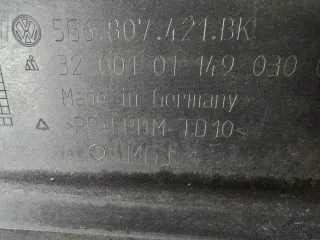 5G6.807.421.BK
32 001 01 149 030
Made in Germany
>PP+EPDM-TD10<